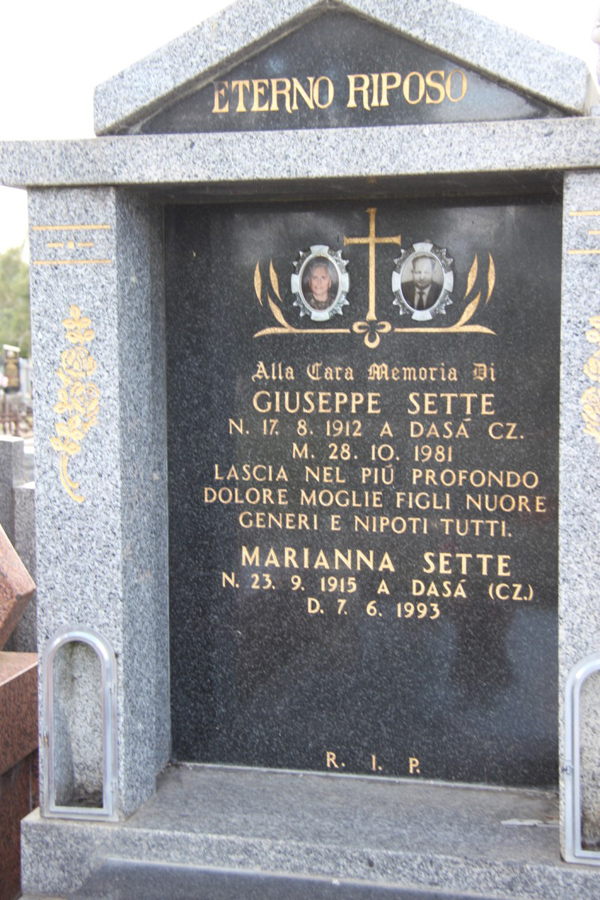 ETERNO RIPOSO
Alla Cara Memoria Di
GIUSEPPE SETTE
N. 17. 8. 1912 A DASÁ CZ.
M. 28. 10. 1981
LASCIA NEL PIÚ PROFONDO
DOLORE MOGLIE FIGLI NUORE
GENERI E NIPOTI TUTTI.
MARIANNA SETTE
N. 23. 9. 1915 A DASÁ (CZ.)
D. 7. 6. 1993
R. I. P.